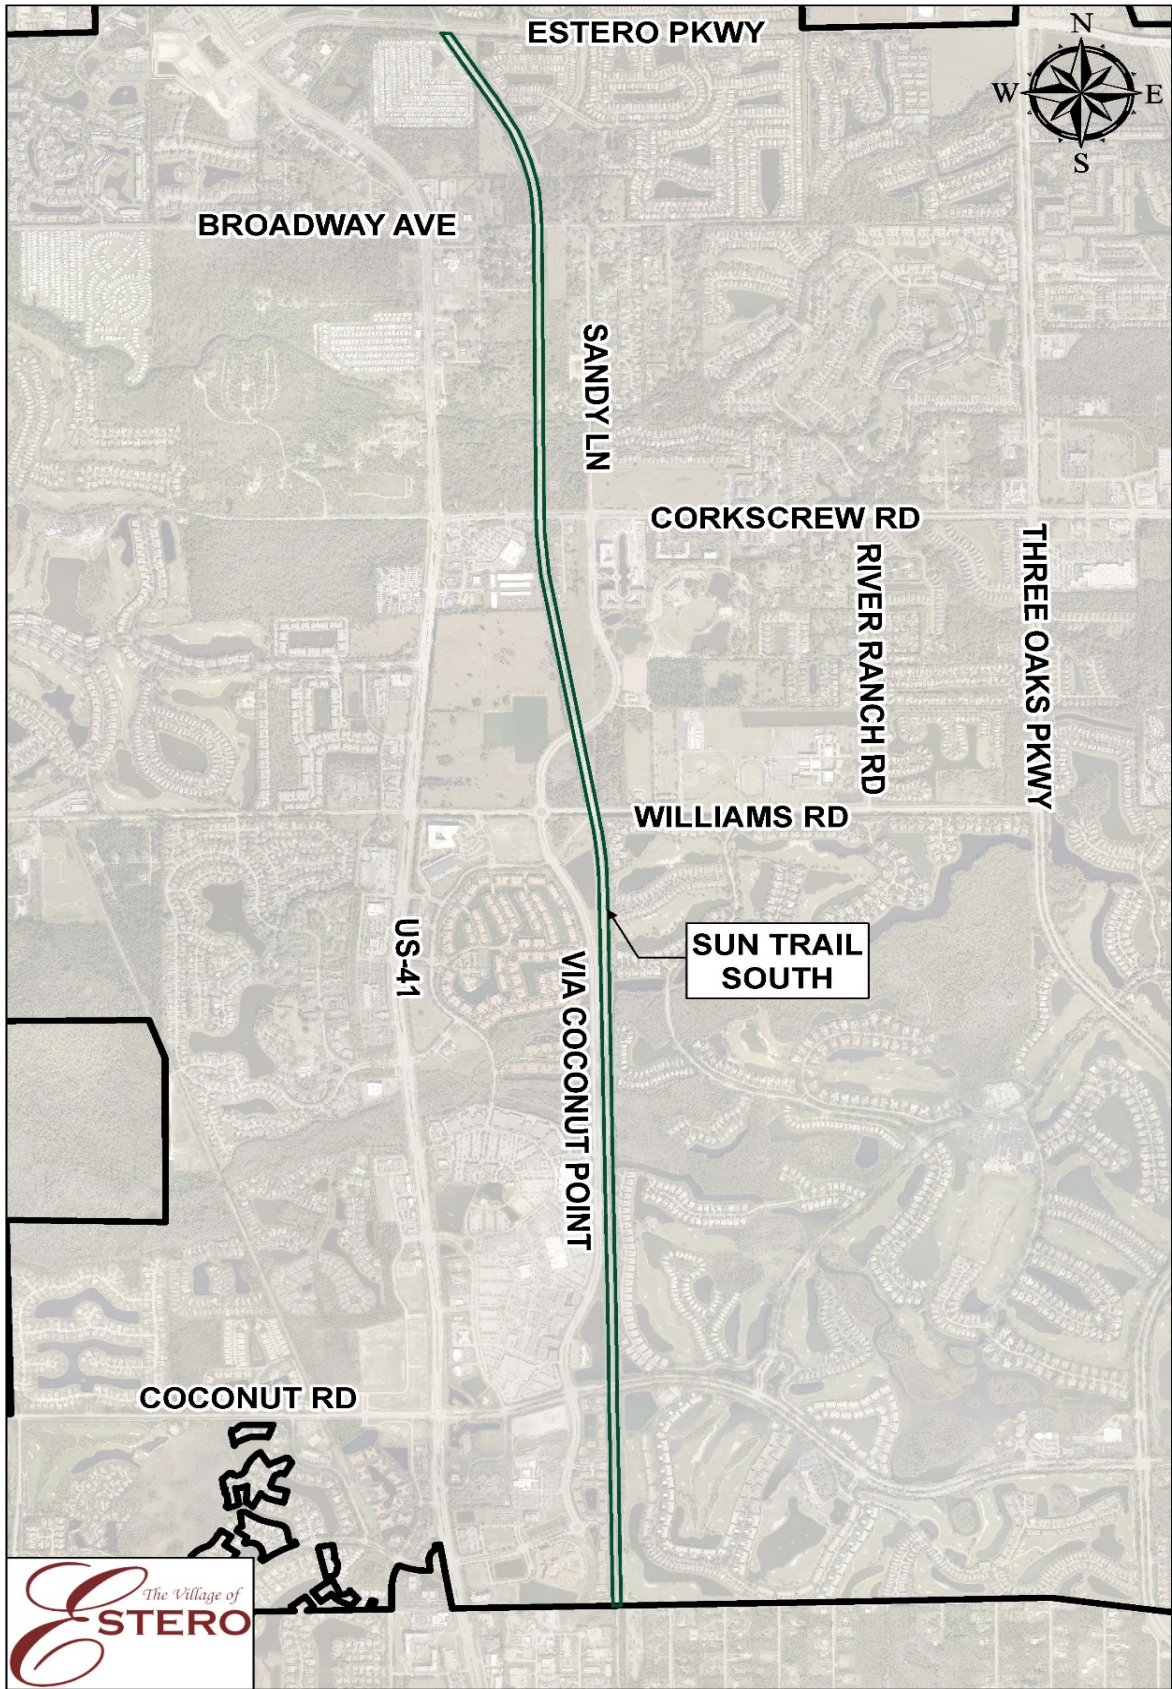 ESTERO PKWY
N
W
E
S
BROADWAY AVE
SANDY LN
CORKSCREW RD
RIVER RANCH RD
THREE OAKS PKWY
WILLIAMS RD
SUN TRAIL
SOUTH
US-41
VIA COCONUT POINT
COCONUT RD
The Village of
ESTERO